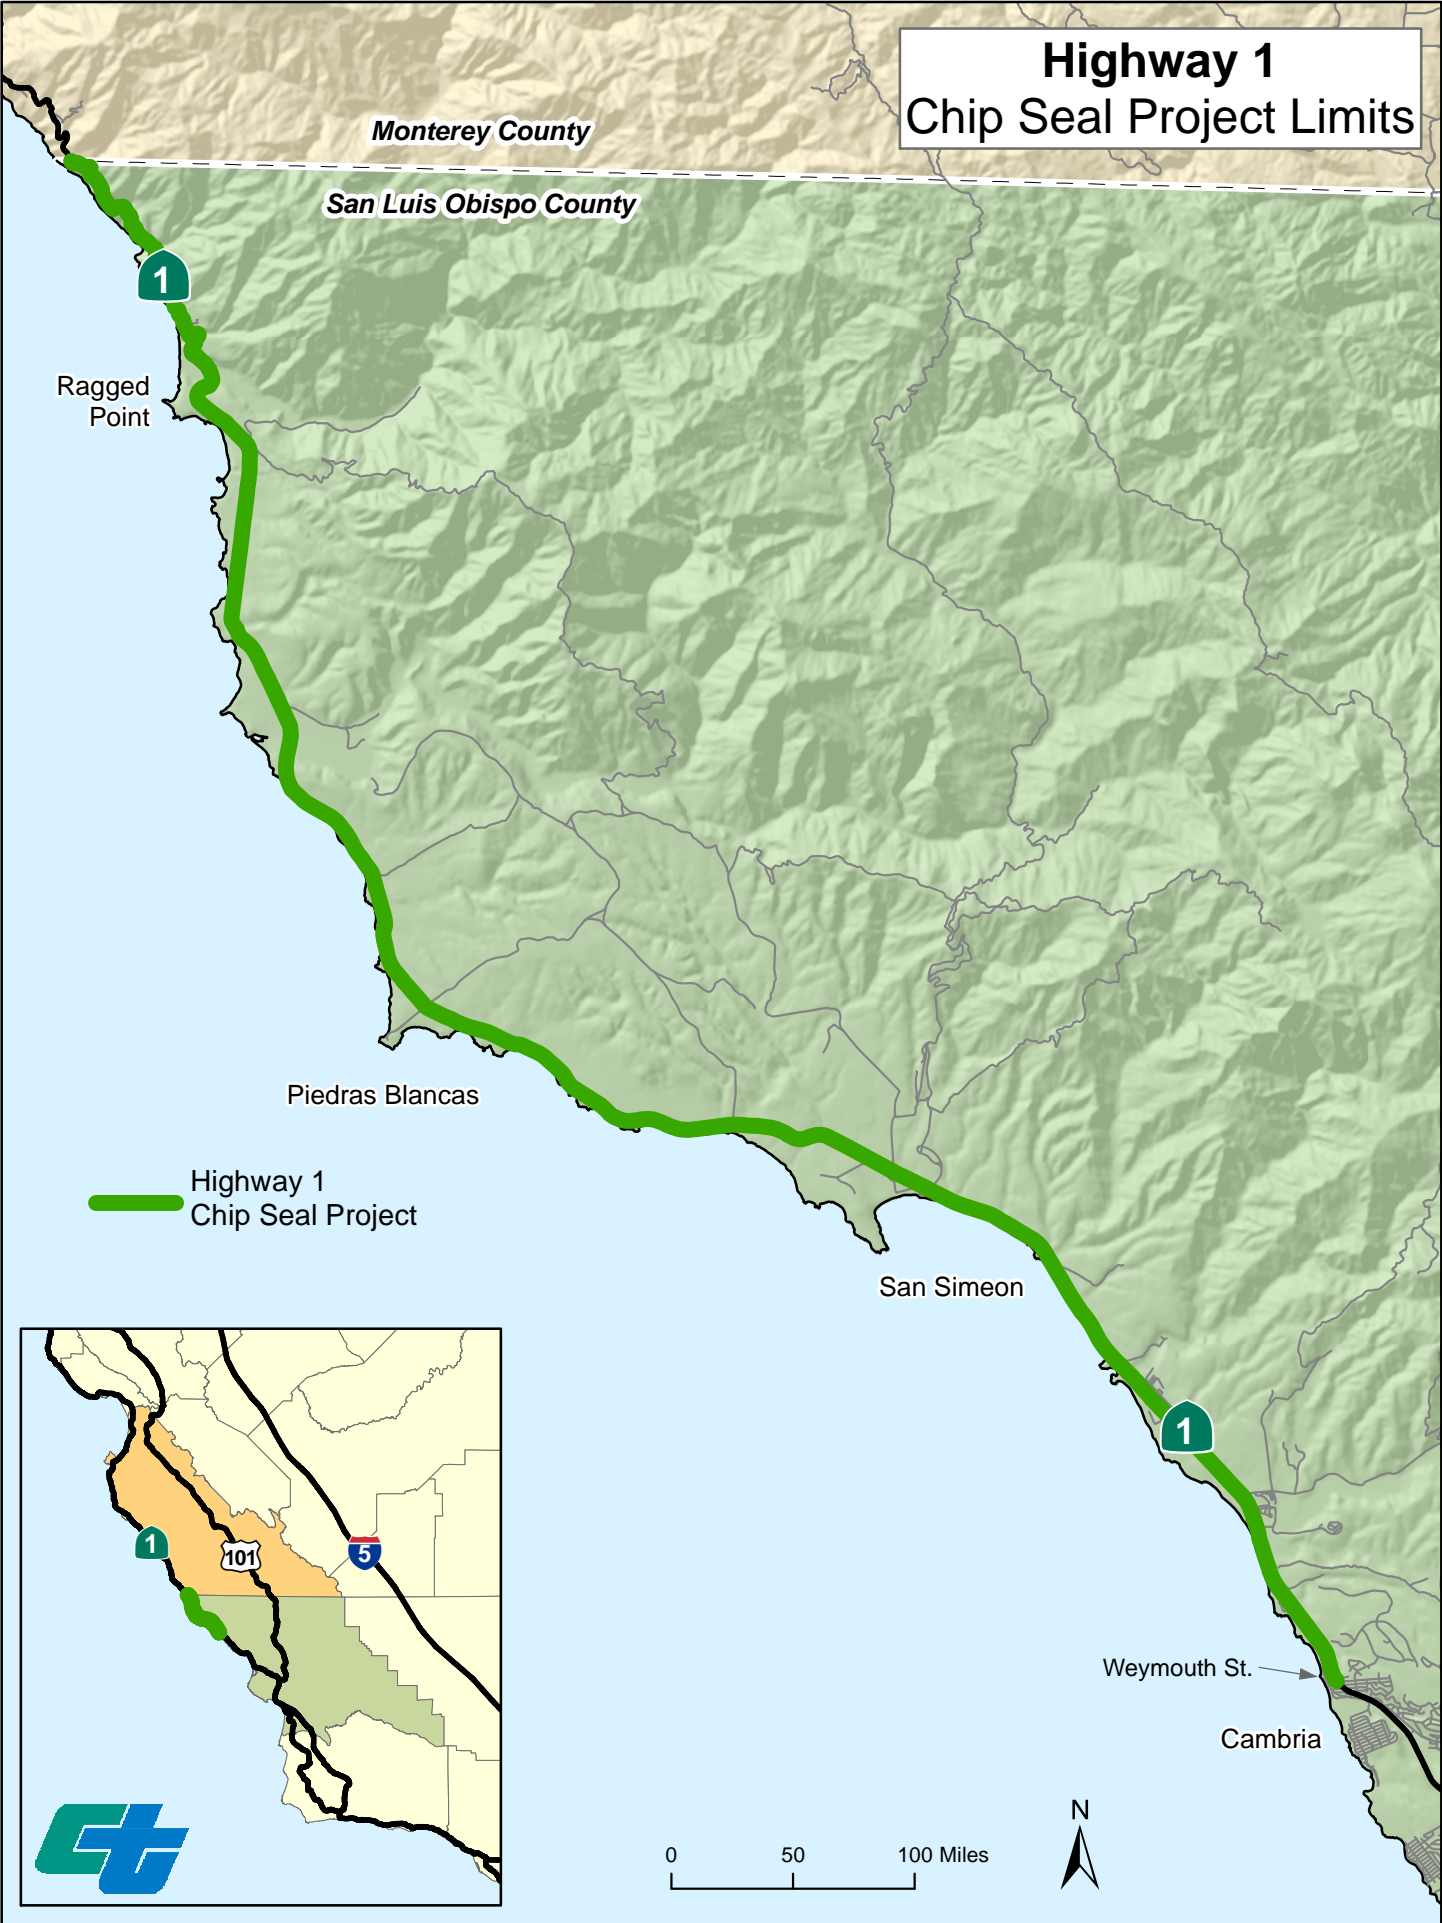 Highway 1
Chip Seal Project Limits
Monterey County
San Luis Obispo County
1
Ragged
Point
Piedras Blancas
Highway 1
Chip Seal Project
San Simeon
1
1
101
5
Weymouth St.
Cambria
N
0 50 100 Miles
ct